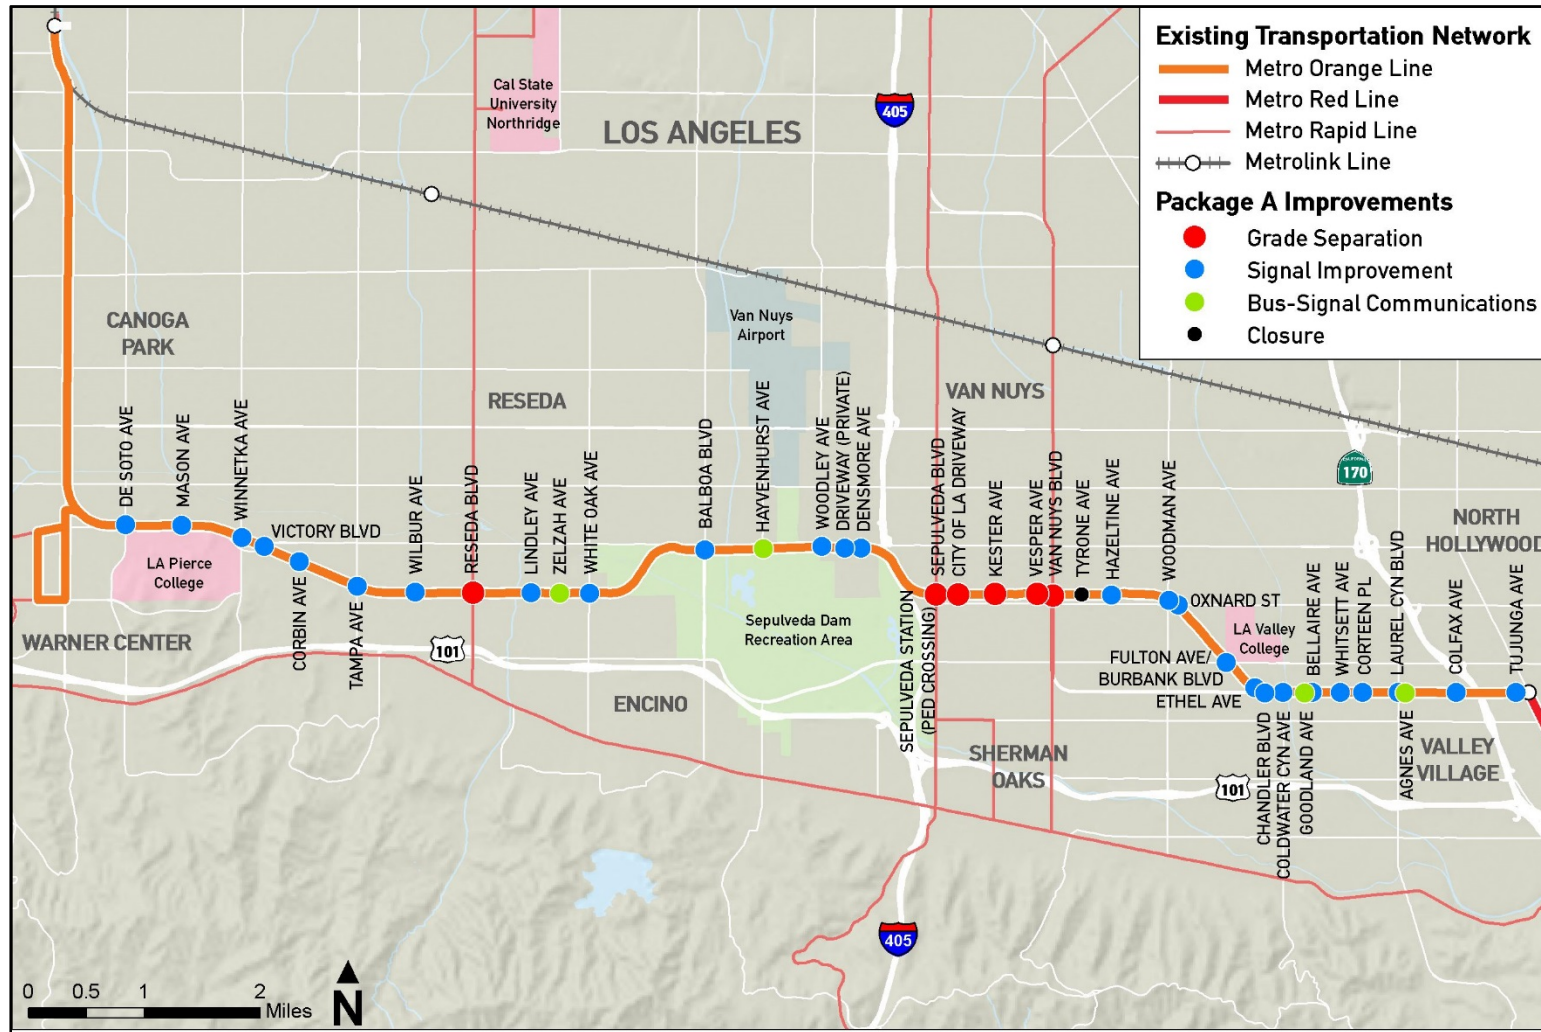 Existing Transportation Network
Metro Orange Line
Metro Red Line
Metro Rapid Line
Metrolink Line
Package A Improvements
Grade Separation
Signal Improvement
Bus-Signal Communications
Closure
Cal State
University
Northridge
LOS ANGELES
405
CANOGA
PARK
RESEDA
Van Nuys
Airport
VAN NUYS
CALIFORNIA
170
NORTH
HOLLYWOOD
DE SOTO AVE
MASON AVE
WINNETKA AVE
VICTORY BLVD
CORBIN AVE
TAMPA AVE
WILBUR AVE
RESEDA BLVD
LINDLEY AVE
ZELZAH AVE
WHITE OAK AVE
BALBOA BLVD
HAYVENHURST AVE
WOODLEY AVE
DRIVEWAY (PRIVATE)
DENSMORE AVE
SEPULVEDA STATION
(PED CROSSING)
SEPULVEDA BLVD
CITY OF LA DRIVEWAY
KESTER AVE
VESPER AVE
VAN NUYS BLVD
TYRONE AVE
HAZELTINE AVE
WOODMAN AVE
OXNARD ST
FULTON AVE/
BURBANK BLVD
ETHEL AVE
CHANDLER BLVD
COLDWATER CYN AVE
GOODLAND AVE
BELLAIRE AVE
WHITSETT AVE
CORTEEN PL
LAUREL CYN BLVD
AGNES AVE
COLFAX AVE
TUJUNGA AVE
LA Pierce
College
WARNER CENTER
101
Sepulveda Dam
Recreation Area
LA Valley
College
ENCINO
SHERMAN
OAKS
101
VALLEY
VILLAGE
405
0 0.5 1 2
Miles
N